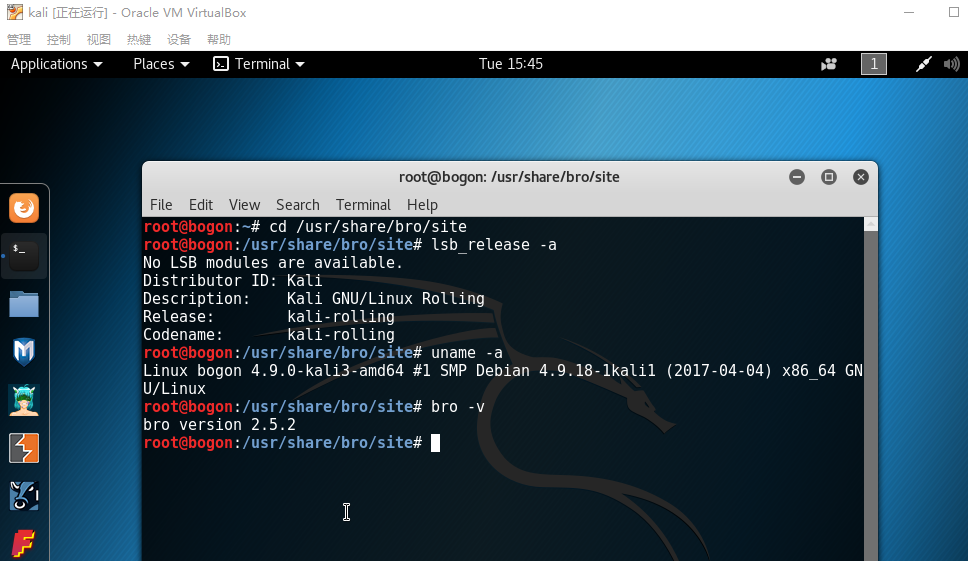 kali [正在运行] - Oracle VM VirtualBox
管理 控制 视图 热键 设备 帮助
Applications Places Terminal Tue 15:45 1
root@bogon: /usr/share/bro/site
File Edit View Search Terminal Help
root@bogon:~# cd /usr/share/bro/site
root@bogon:/usr/share/bro/site# lsb_release -a
No LSB modules are available.
Distributor ID: Kali
Description: Kali GNU/Linux Rolling
Release: kali-rolling
Codename: kali-rolling
root@bogon:/usr/share/bro/site# uname -a
Linux bogon 4.9.0-kali3-amd64 #1 SMP Debian 4.9.18-1kali1 (2017-04-04) x86_64 GN
U/Linux
root@bogon:/usr/share/bro/site# bro -v
bro version 2.5.2
root@bogon:/usr/share/bro/site#